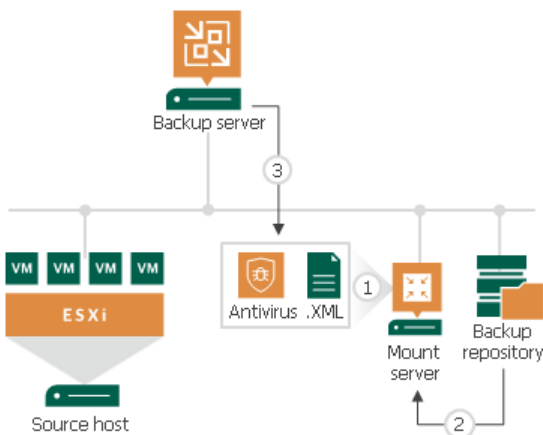 Backup server
3
VM VM VM VM
ESXi
Source host
Antivirus .XML
1
Mount
server
Backup
repository
2